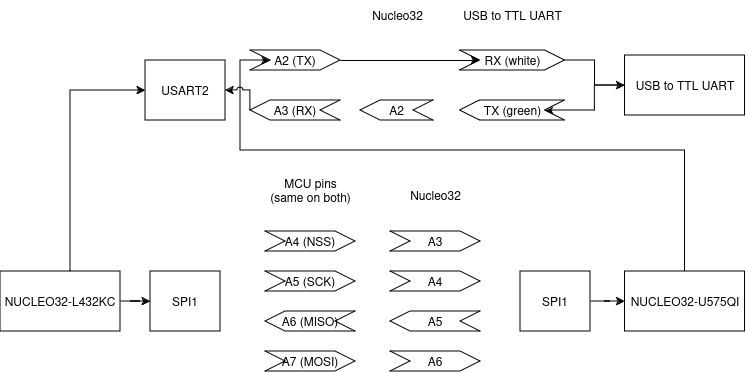 Nucleo32
USB to TTL UART
A2 (TX)
RX (white)
USART2
USB to TTL UART
A3 (RX)
A2
TX (green)
MCU pins
(same on both)
Nucleo32
A4 (NSS)
A3
A5 (SCK)
A4
NUCLEO32-L432KC
SPI1
A6 (MISO)
A5
SPI1
NUCLEO32-U575QI
A7 (MOSI)
A6